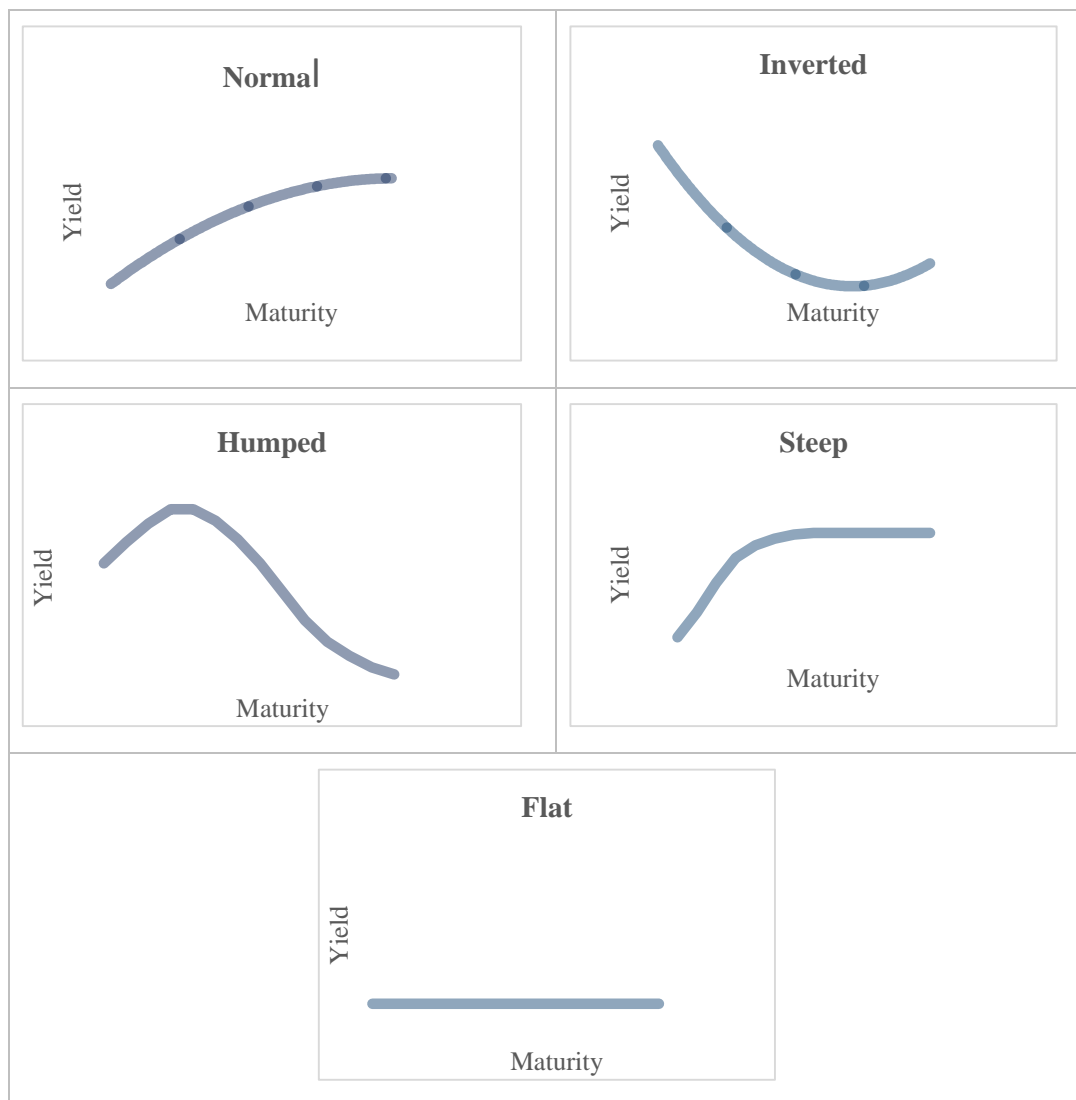 Normal
Yield
Maturity
Inverted
Yield
Maturity
Humped
Yield
Maturity
Steep
Yield
Maturity
Flat
Yield
Maturity